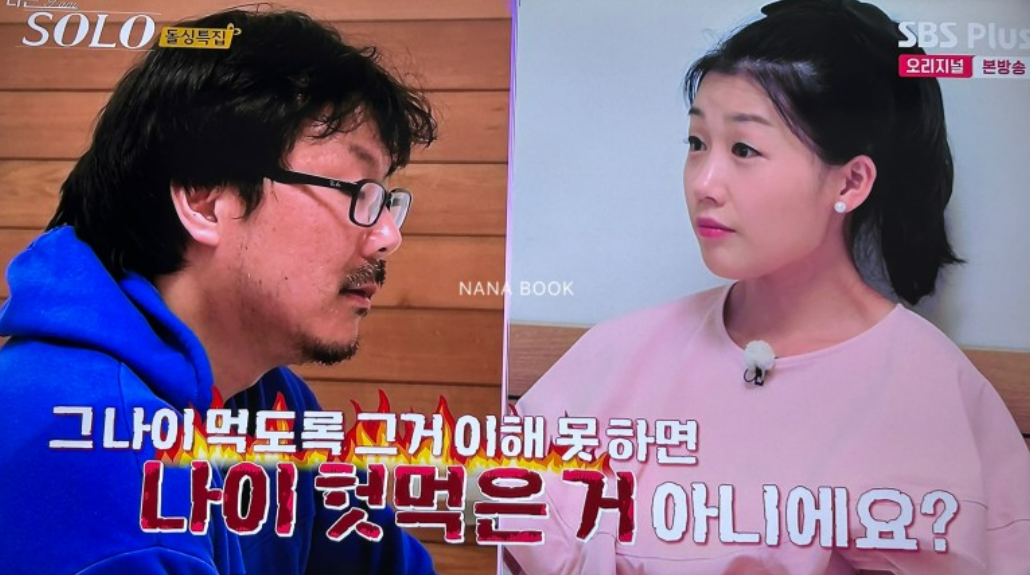 SOLO
돌싱특집
SBS Plus
오리지널 본방송
NANA BOOK
그 나이 먹도록 그거 이해 못 하면
나이 헛먹은 거 아니에요?